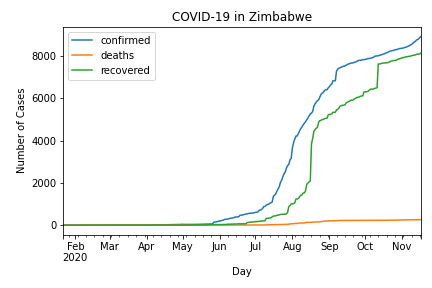 COVID-19 in Zimbabwe
confirmed
deaths
recovered
8000
6000
4000
2000
0
Number of Cases
Feb Mar Apr May Jun Jul Aug Sep Oct Nov
2020
Day